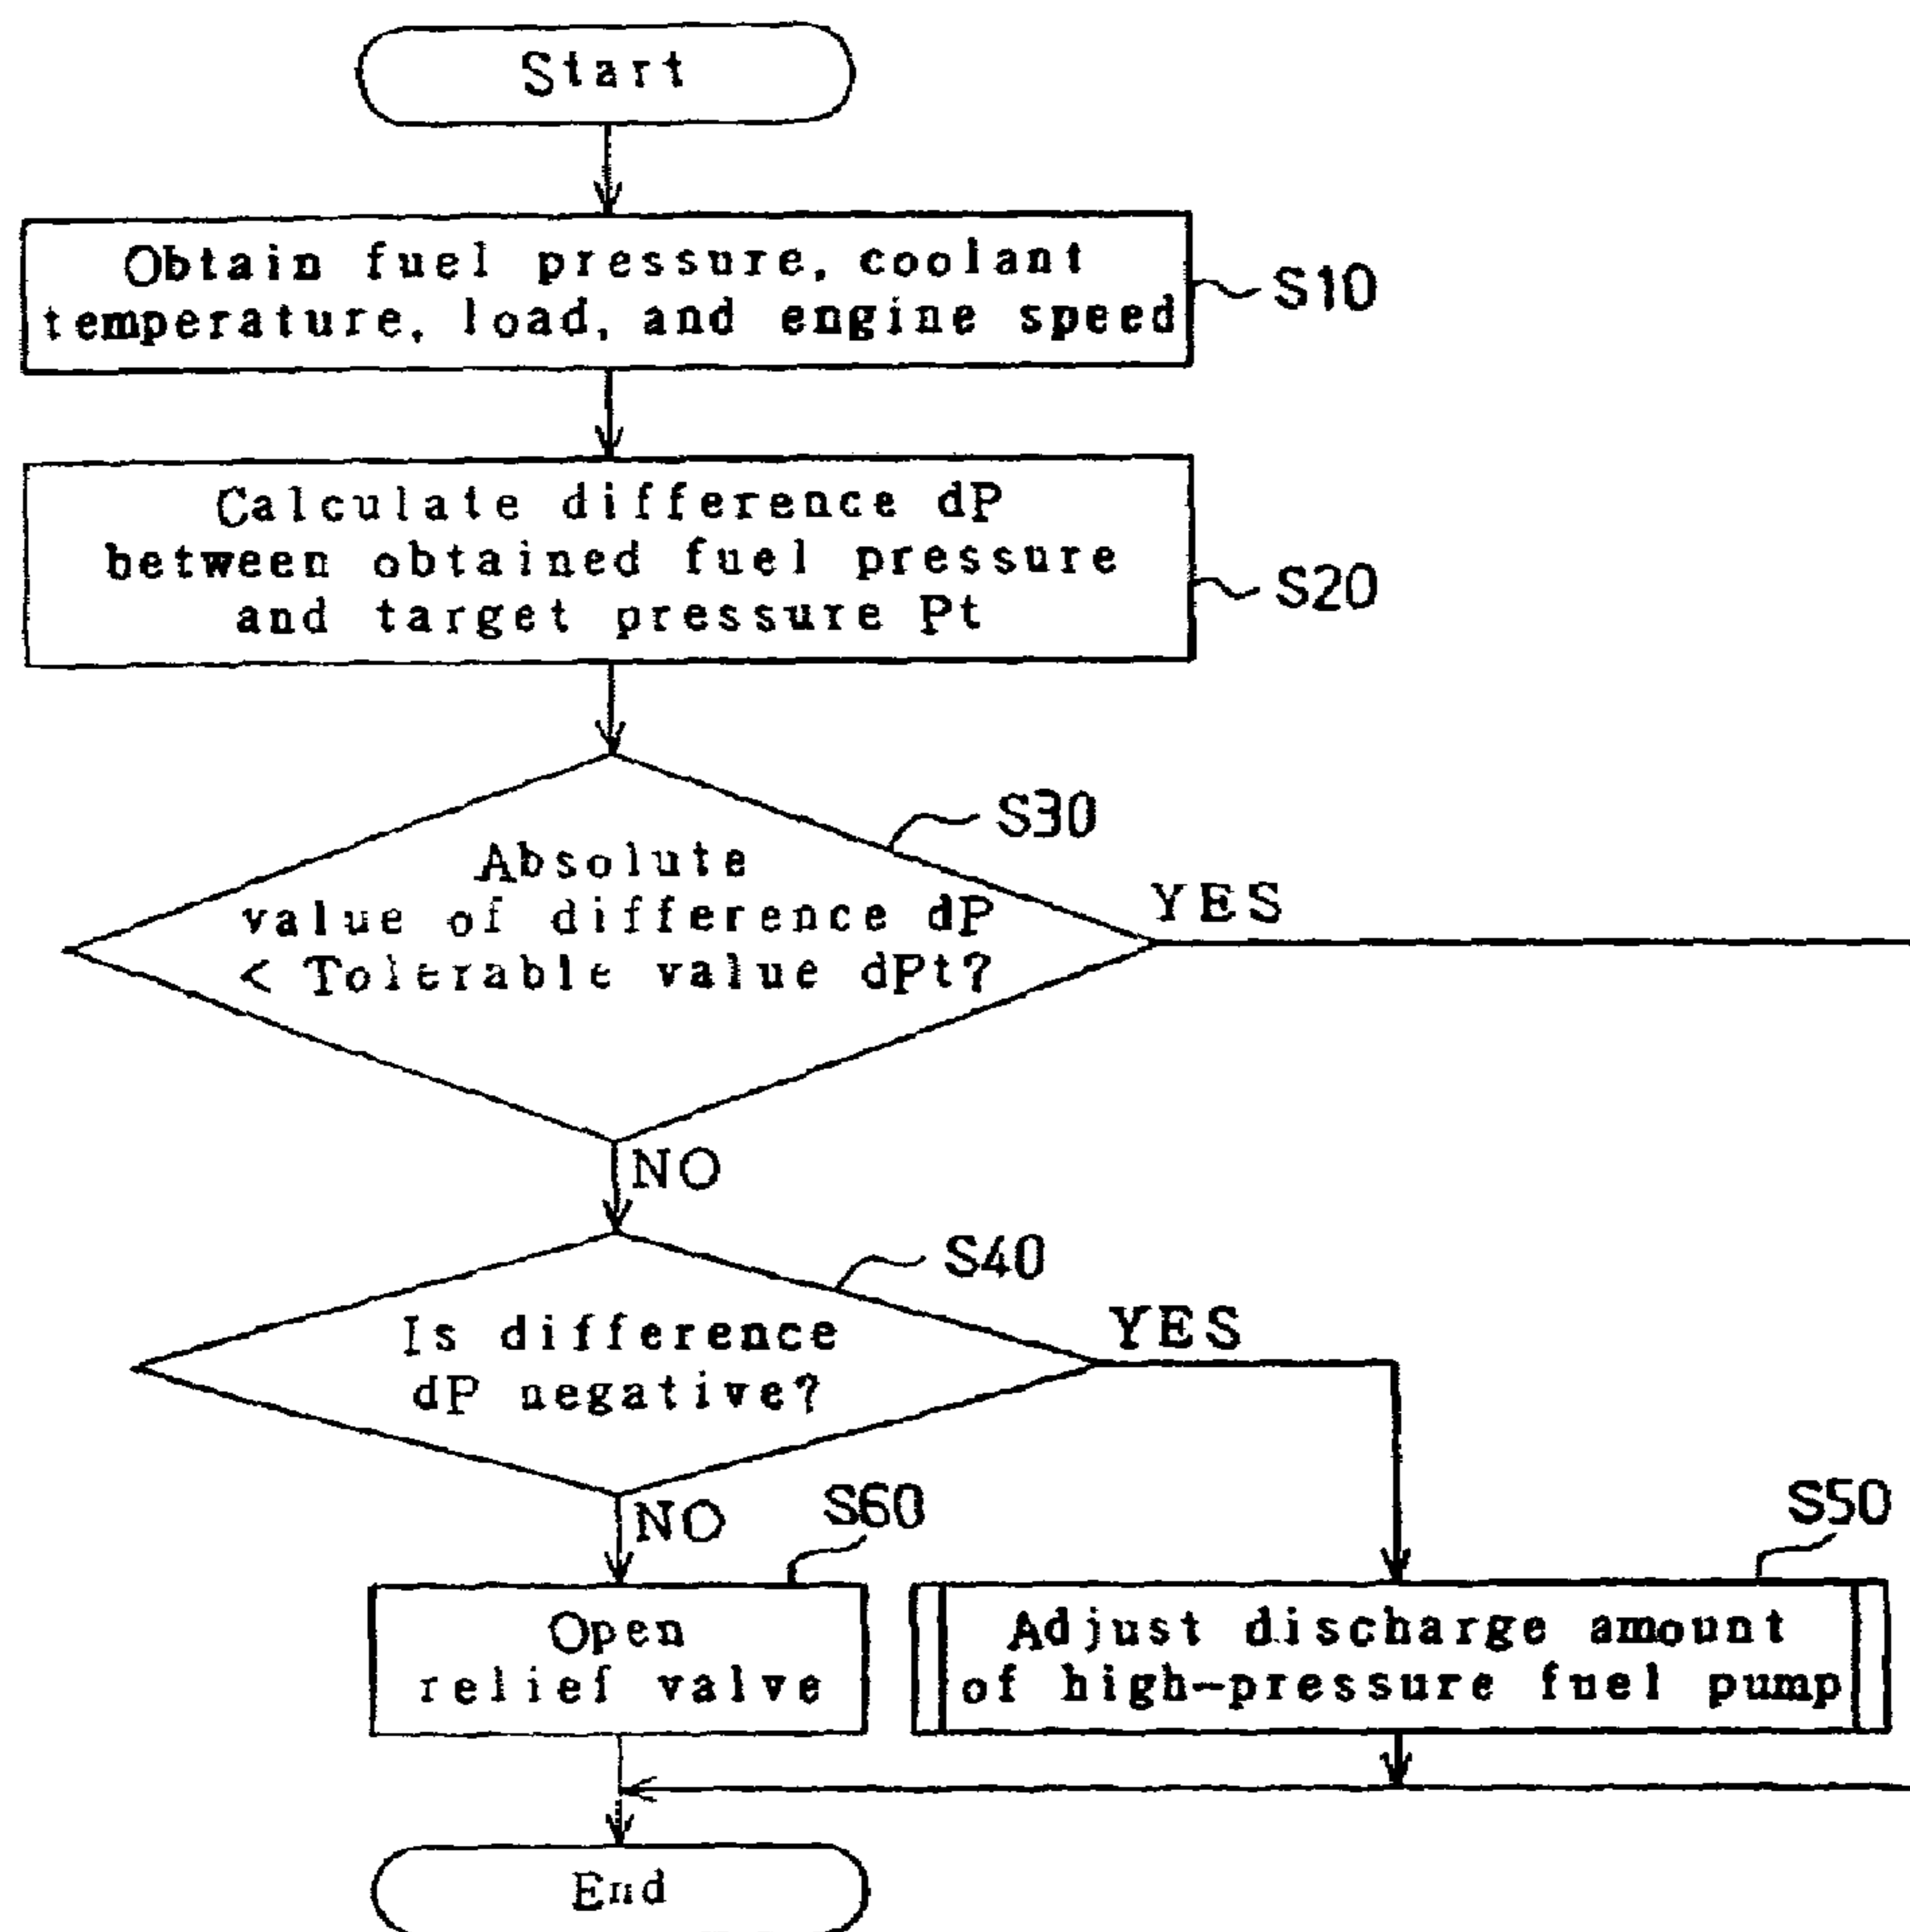 Start
Obtain fuel pressure, coolant
temperature, load, and engine speed
S10
Calculate difference dP
between obtained fuel pressure
and target pressure Pt
S20
S30
Absolute
value of difference dP
< Tolerable value dPt?
YES
NO
S40
Is difference
dP negative?
YES
NO
S60
S50
Open
relief valve
Adjust discharge amount
of high-pressure fuel pump
End